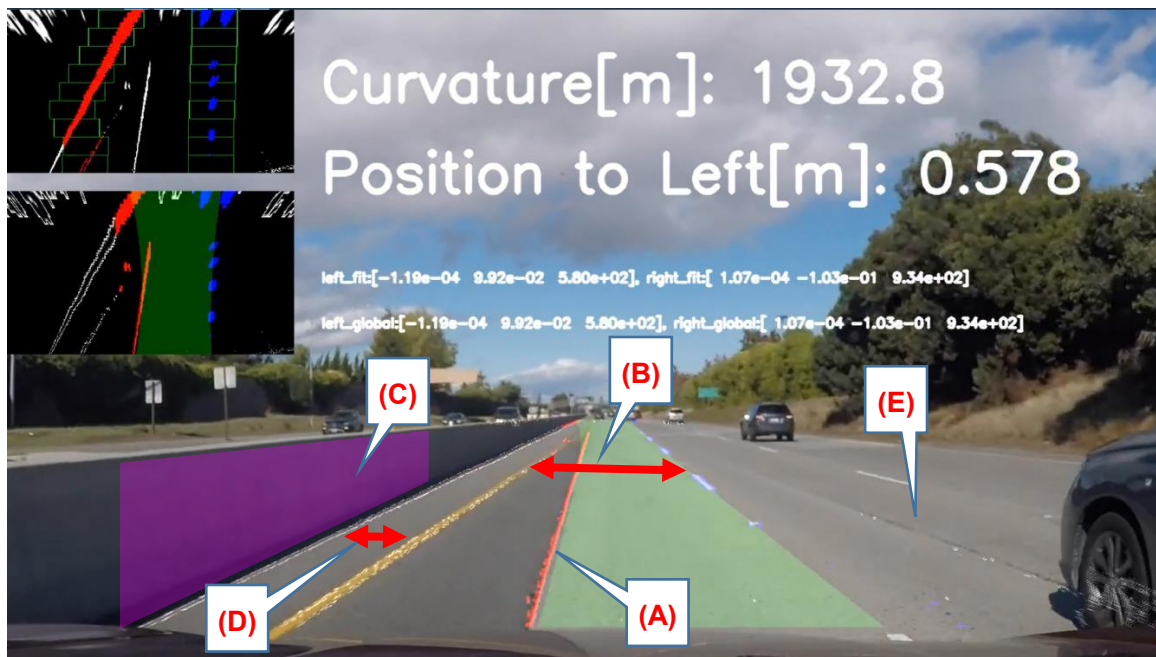 Curvature[m]: 1932.8
Position to Left[m]: 0.578
left_fit:[-1.19e-04 9.92e-02 5.80e+02], right_fit:[ 1.07e-04 -1.03e-01 9.34e+02]
left_global:[-1.19e-04 9.92e-02 5.80e+02], right_global:[ 1.07e-04 -1.03e-01 9.34e+02]
(B)
(C)
(E)
(D)
(A)